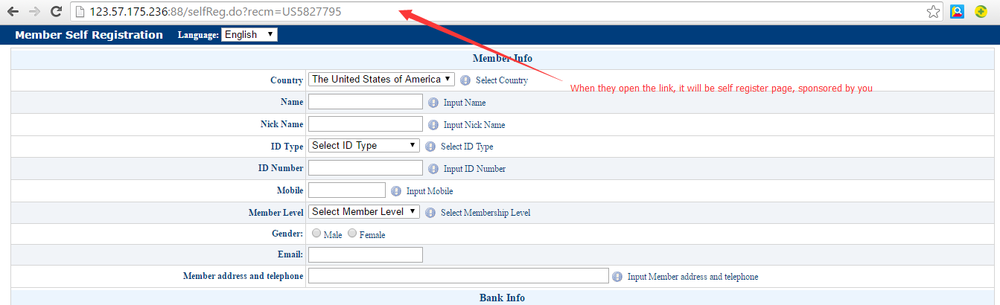 123.57.175.236:88/selfReg.do?recm=US5827795
Member Self Registration Language: English
Member Info
Country The United States of America Select Country
When they open the link, it will be self register page, sponsored by you
Name Input Name
Nick Name Input Nick Name
ID Type Select ID Type Select ID Type
ID Number Input ID Number
Mobile Input Mobile
Member Level Select Member Level Select Membership Level
Gender: Male Female
Email:
Member address and telephone Input Member address and telephone
Bank Info